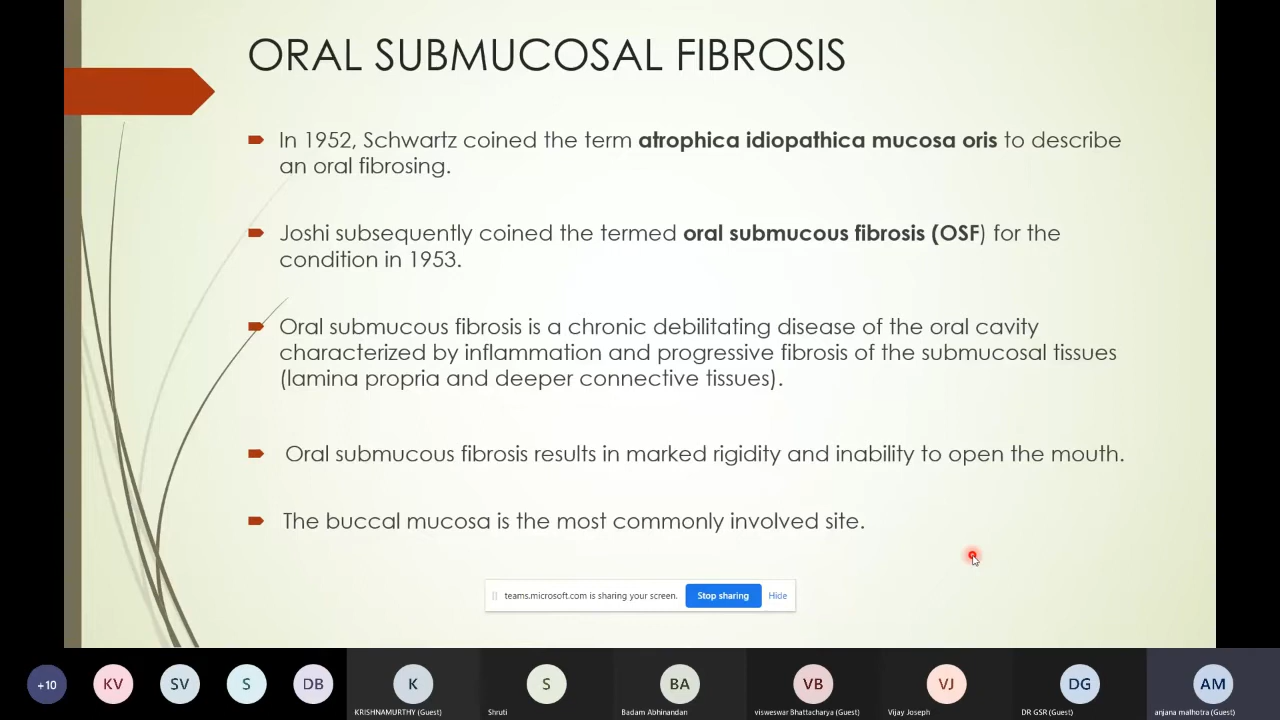 ORAL SUBMUCOSAL FIBROSIS
In 1952, Schwartz coined the term atrophica idiopathica mucosa oris to describe
an oral fibrosing.
Joshi subsequently coined the termed oral submucous fibrosis (OSF) for the
condition in 1953.
Oral submucous fibrosis is a chronic debilitating disease of the oral cavity
characterized by inflammation and progressive fibrosis of the submucosal tissues
(lamina propria and deeper connective tissues).
Oral submucous fibrosis results in marked rigidity and inability to open the mouth.
The buccal mucosa is the most commonly involved site.
teams.microsoft.com is sharing your screen. Stop sharing Hide
+10 KV SV S DB K S BA VB VJ DG AM
KRISHNAMURTHY (Guest) Shruti Badam Abhinandan visweswar Bhattacharya (Guest) Vijay Joseph DR GSR (Guest) anjana malhotra (Guest)